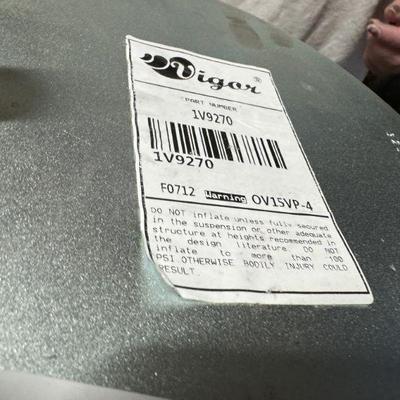 Vigor®
PART NUMBER
1V9270
1V9270
F0712 Warning OV15VP-4
DO NOT inflate unless fully secured
in the suspension or other adequate
structure at heights recommended in
the design literature. DO NOT
inflate to more than 100
PSI.OTHERWISE BODILY INJURY COULD
RESULT.